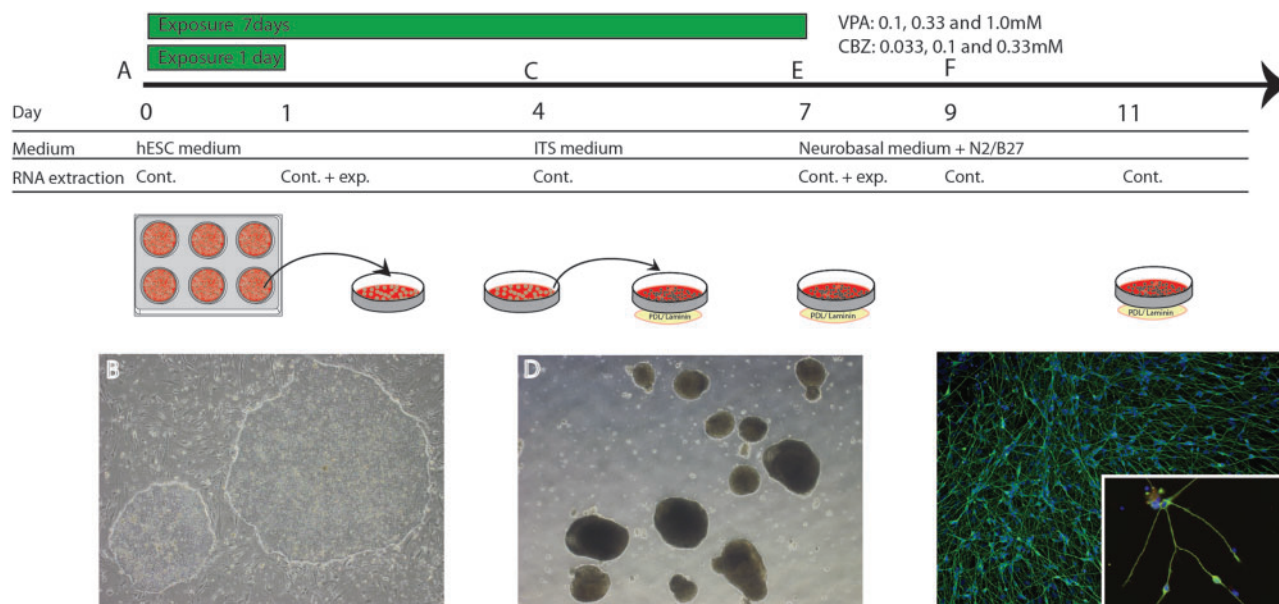 Exposure 7days
VPA: 0.1, 0.33 and 1.0mM
Exposure 1 day
CBZ: 0.033, 0.1 and 0.33mM
A C E F
Day 0 1 4 7 9 11
Medium hESC medium ITS medium Neurobasal medium + N2/B27
RNA extraction Cont. Cont. + exp. Cont. Cont. + exp. Cont. Cont.
PDL/Laminin PDL/Laminin PDL/Laminin
B D